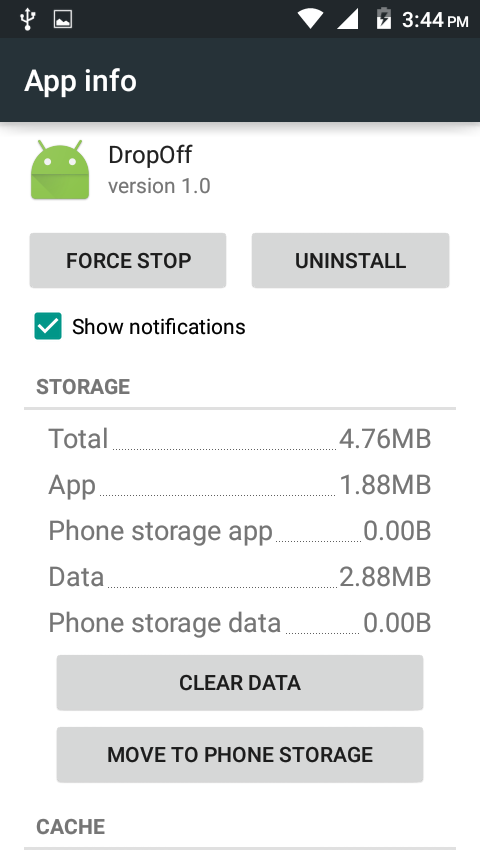 3:44 PM
App info
DropOff
version 1.0
FORCE STOP UNINSTALL
Show notifications
STORAGE
Total 4.76MB
App 1.88MB
Phone storage app 0.00B
Data 2.88MB
Phone storage data 0.00B
CLEAR DATA
MOVE TO PHONE STORAGE
CACHE